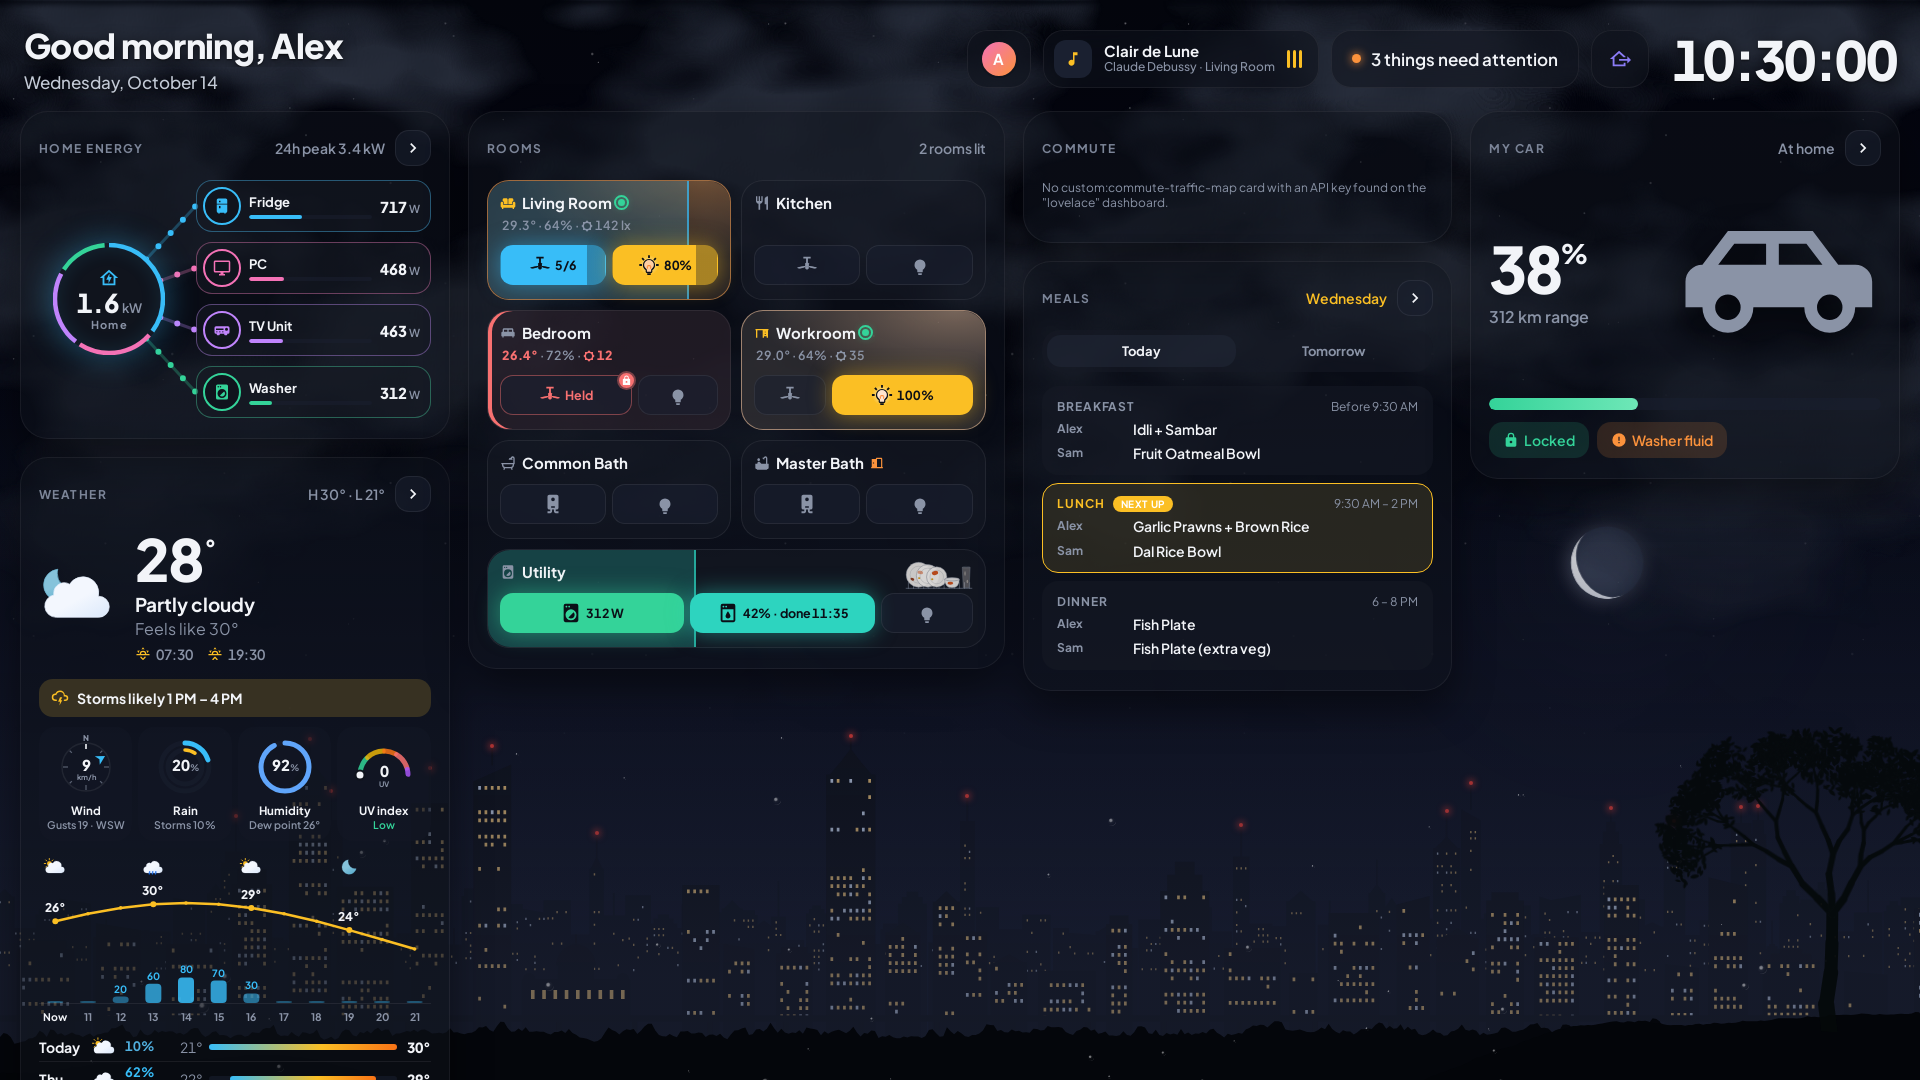 Good morning, Alex
Wednesday, October 14
A
Clair de Lune
Claude Debussy · Living Room
3 things need attention
10:30:00
HOME ENERGY
24h peak 3.4 kW
1.6 kW
Home
Fridge
717 W
PC
468 W
TV Unit
463 W
Washer
312 W
WEATHER
H 30° · L 21°
28°
Partly cloudy
Feels like 30°
07:30 19:30
Storms likely 1 PM – 4 PM
N
9
km/h
Wind
Gusts 19 · WSW
20%
Rain
Storms 10%
92%
Humidity
Dew point 26°
0
UV
UV index
Low
26° 30° 29° 24°
20 60 80 70 30
Now 11 12 13 14 15 16 17 18 19 20 21
Today 10% 21° 30°
Thu 62% 22° 29°
ROOMS
2 rooms lit
Living Room
29.3° · 64% · 142 lx
5/6
80%
Kitchen
Bedroom
26.4° · 72% · 12
Held
Workroom
29.0° · 64% · 35
100%
Common Bath
Master Bath
Utility
312 W
42% · done 11:35
COMMUTE
No custom:commute-traffic-map card with an API key found on the
"lovelace" dashboard.
MEALS
Wednesday
Today
Tomorrow
BREAKFAST
Before 9:30 AM
Alex Idli + Sambar
Sam Fruit Oatmeal Bowl
LUNCH NEXT UP
9:30 AM – 2 PM
Alex Garlic Prawns + Brown Rice
Sam Dal Rice Bowl
DINNER
6 – 8 PM
Alex Fish Plate
Sam Fish Plate (extra veg)
MY CAR
At home
38%
312 km range
Locked
Washer fluid